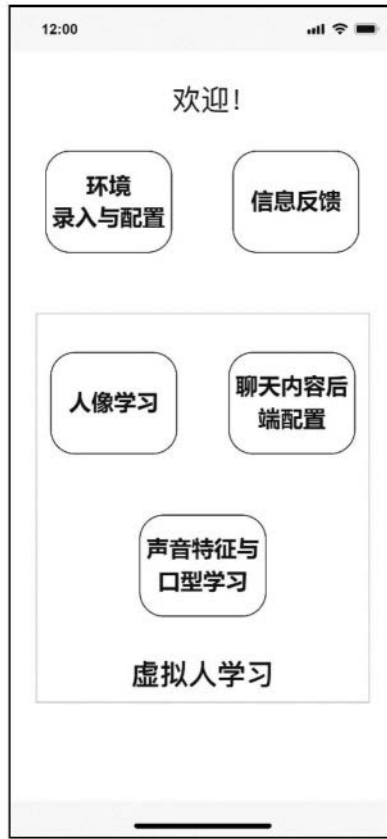 12:00
欢迎!
环境
录入与配置
信息反馈
人像学习
聊天内容后
端配置
声音特征与
口型学习
虚拟人学习